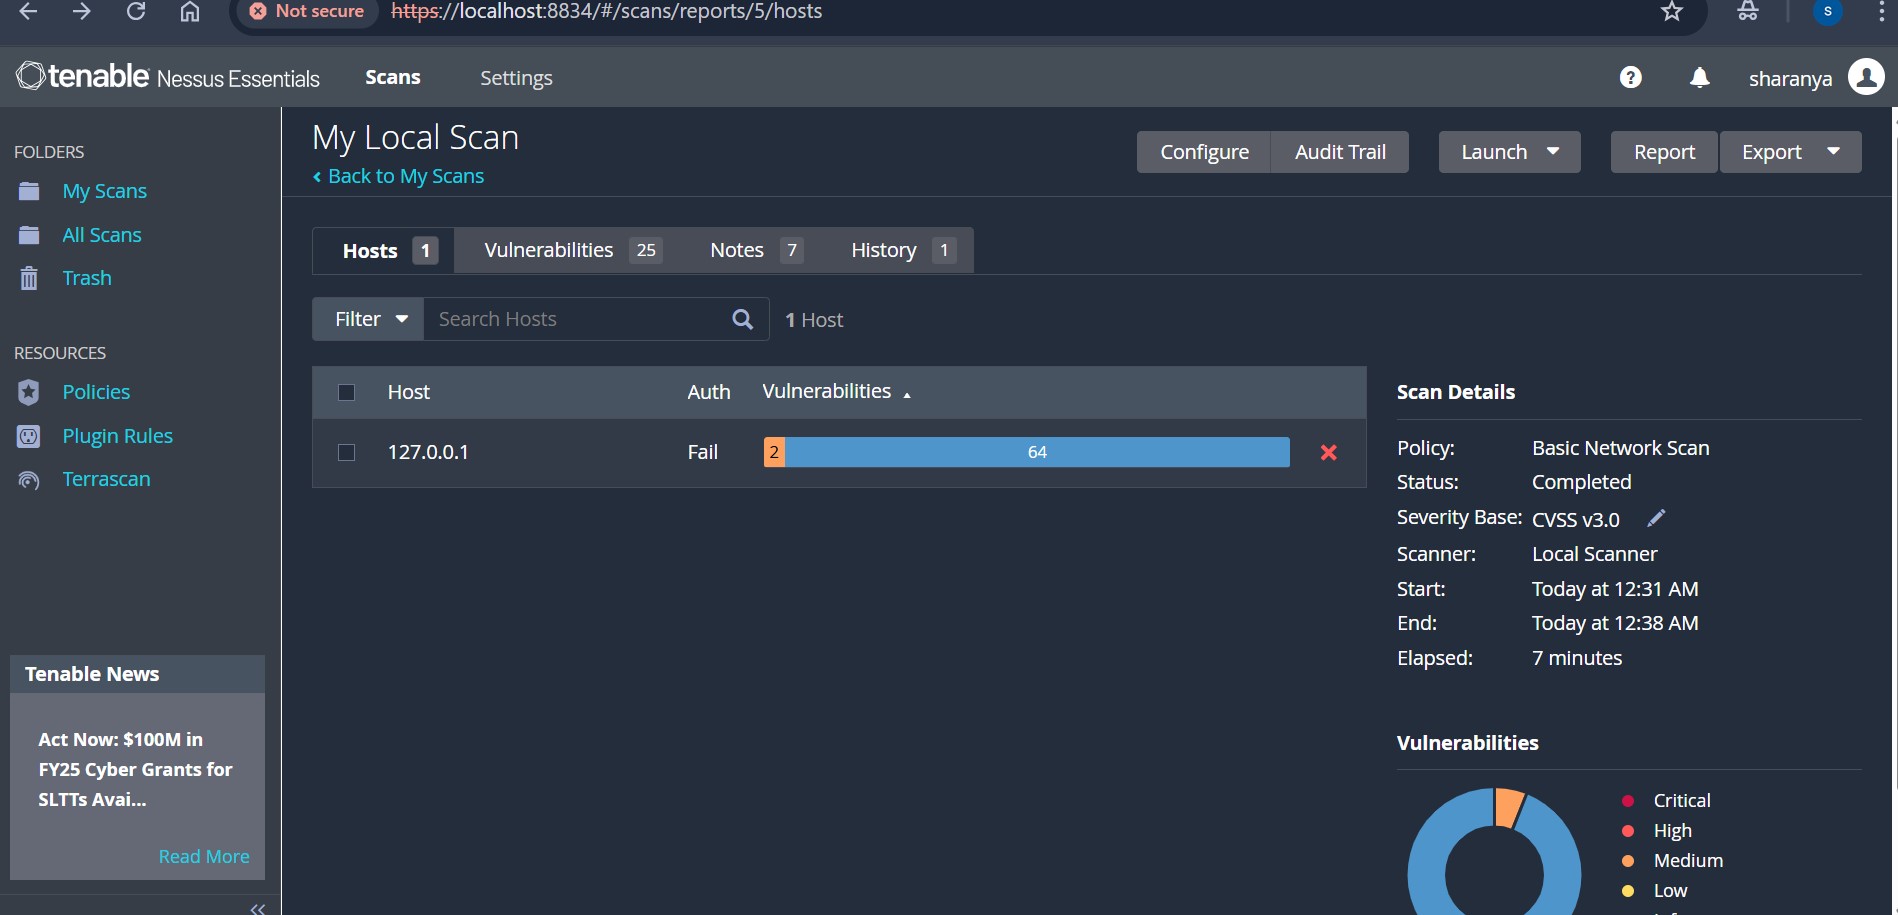 Not secure https://localhost:8834/#/scans/reports/5/hosts S
tenable Nessus Essentials Scans Settings ? sharanya
FOLDERS
My Scans
All Scans
Trash
RESOURCES
Policies
Plugin Rules
Terrascan
Tenable News
Act Now: $100M in
FY25 Cyber Grants for
SLTTs Avai...
Read More
My Local Scan
Back to My Scans
Configure Audit Trail Launch Report Export
Hosts 1 Vulnerabilities 25 Notes 7 History 1
Filter Search Hosts 1 Host
Host Auth Vulnerabilities
127.0.0.1 Fail 2 64
Scan Details
Policy: Basic Network Scan
Status: Completed
Severity Base: CVSS v3.0
Scanner: Local Scanner
Start: Today at 12:31 AM
End: Today at 12:38 AM
Elapsed: 7 minutes
Vulnerabilities
Critical
High
Medium
Low